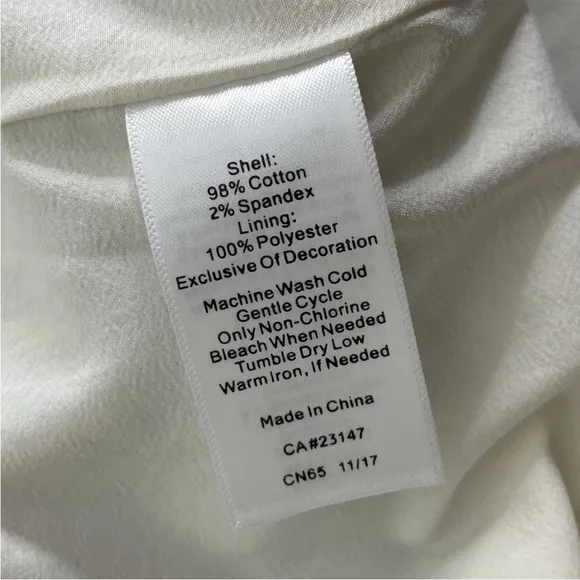 Shell:
98% Cotton
2% Spandex
Lining:
100% Polyester
Exclusive Of Decoration
Machine Wash Cold
Gentle Cycle
Only Non-Chlorine
Bleach When Needed
Tumble Dry Low
Warm Iron, If Needed
Made In China
CA#23147
CN65 11/17